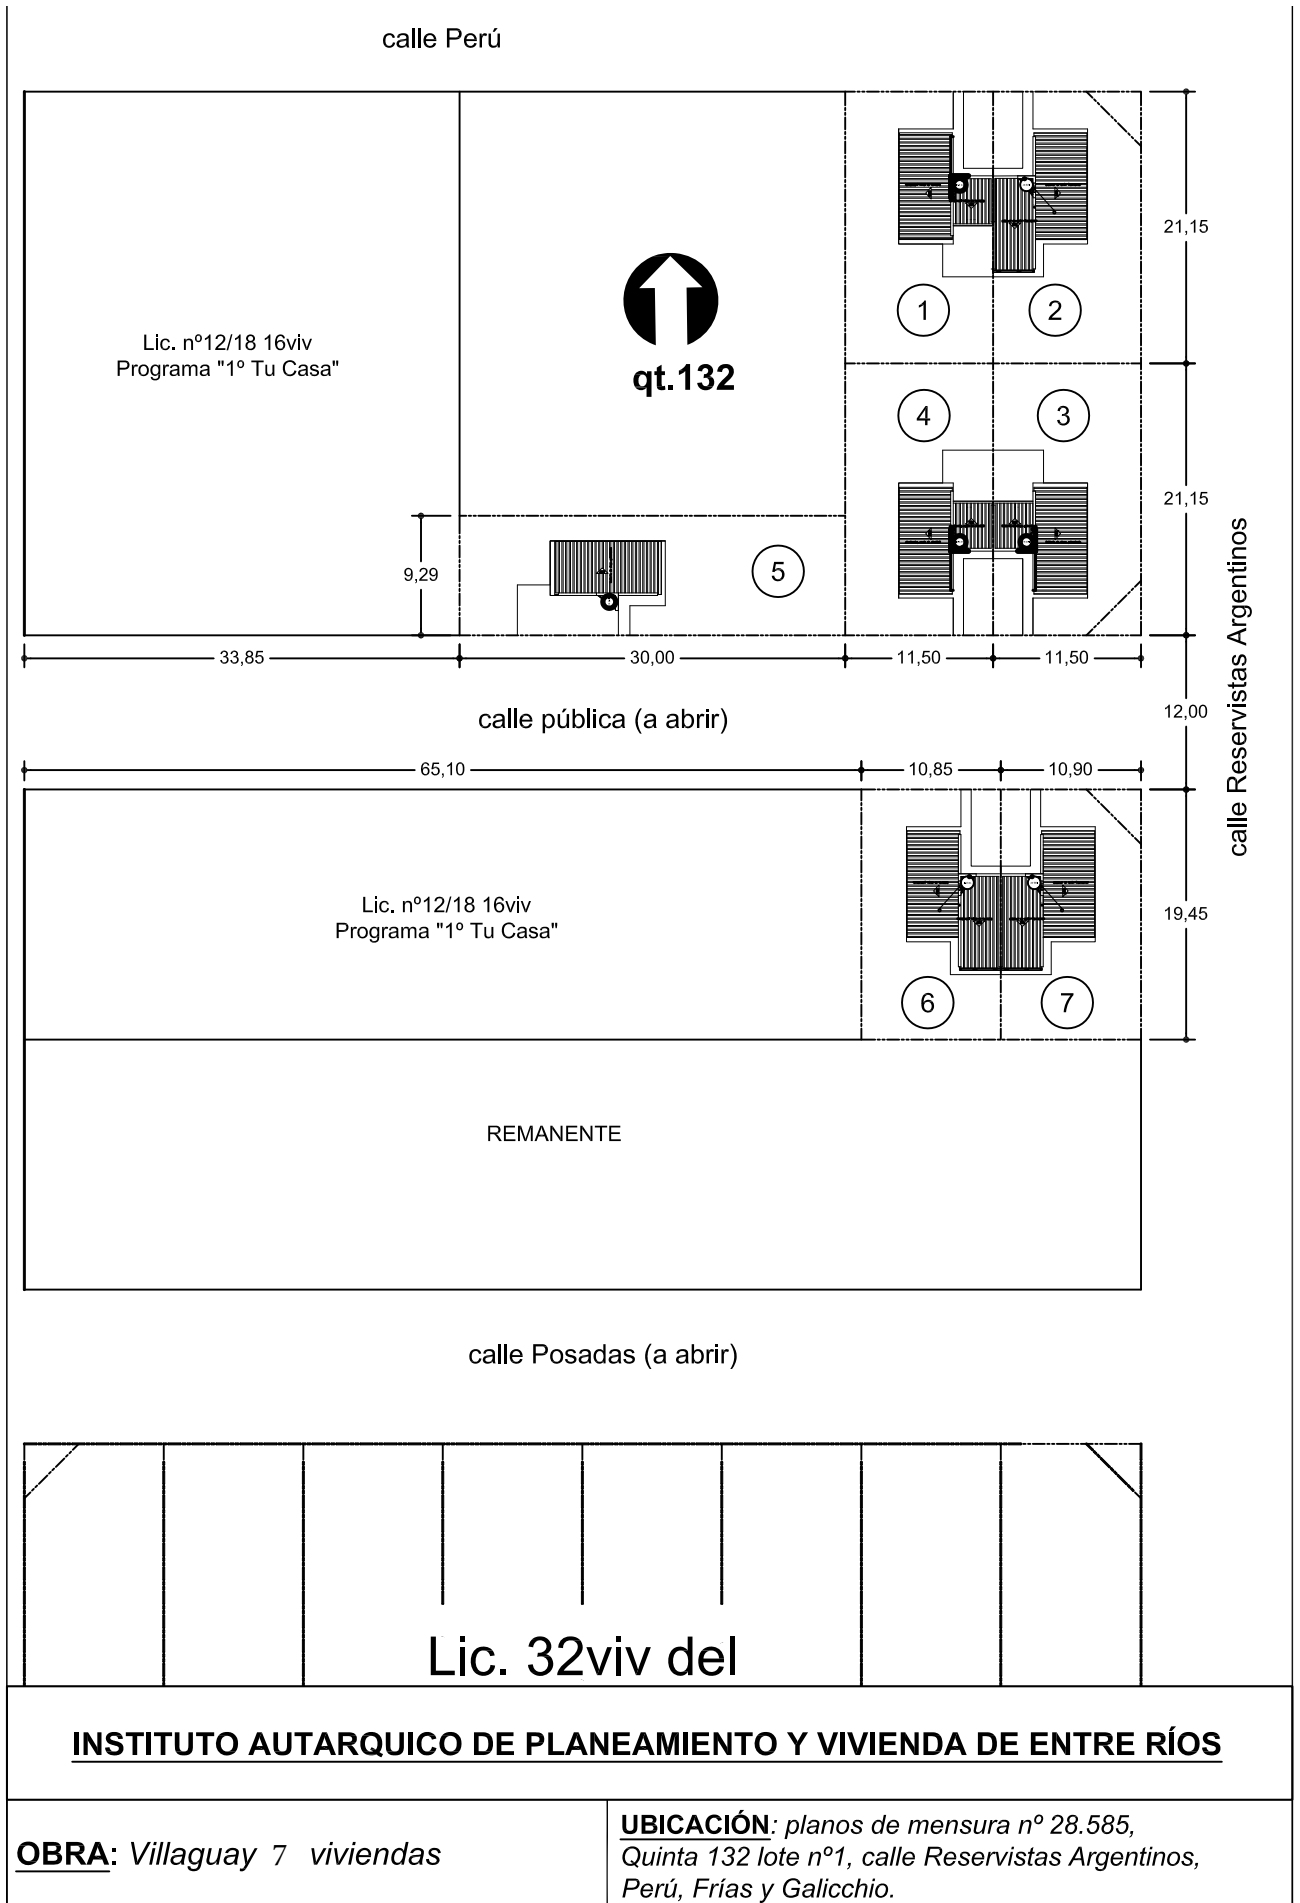 calle Perú
21,15
1
2
Lic. nº12/18 16viv
Programa "1º Tu Casa"
qt.132
4
3
21,15
9,29
5
33,85
30,00
11,50
11,50
calle Reservistas Argentinos
12,00
calle pública (a abrir)
65,10
10,85
10,90
Lic. nº12/18 16viv
Programa "1º Tu Casa"
19,45
6
7
REMANENTE
calle Posadas (a abrir)
Lic. 32viv del
INSTITUTO AUTARQUICO DE PLANEAMIENTO Y VIVIENDA DE ENTRE RÍOS
OBRA: Villaguay 7 viviendas
UBICACIÓN: planos de mensura nº 28.585,
Quinta 132 lote nº1, calle Reservistas Argentinos,
Perú, Frías y Galicchio.